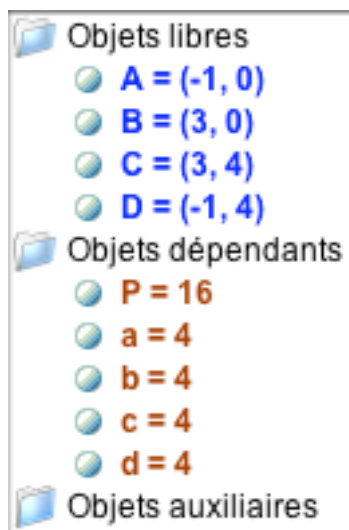 Objets libres
A = (-1, 0)
B = (3, 0)
C = (3, 4)
D = (-1, 4)
Objets dépendants
P = 16
a = 4
b = 4
c = 4
d = 4
Objets auxiliaires